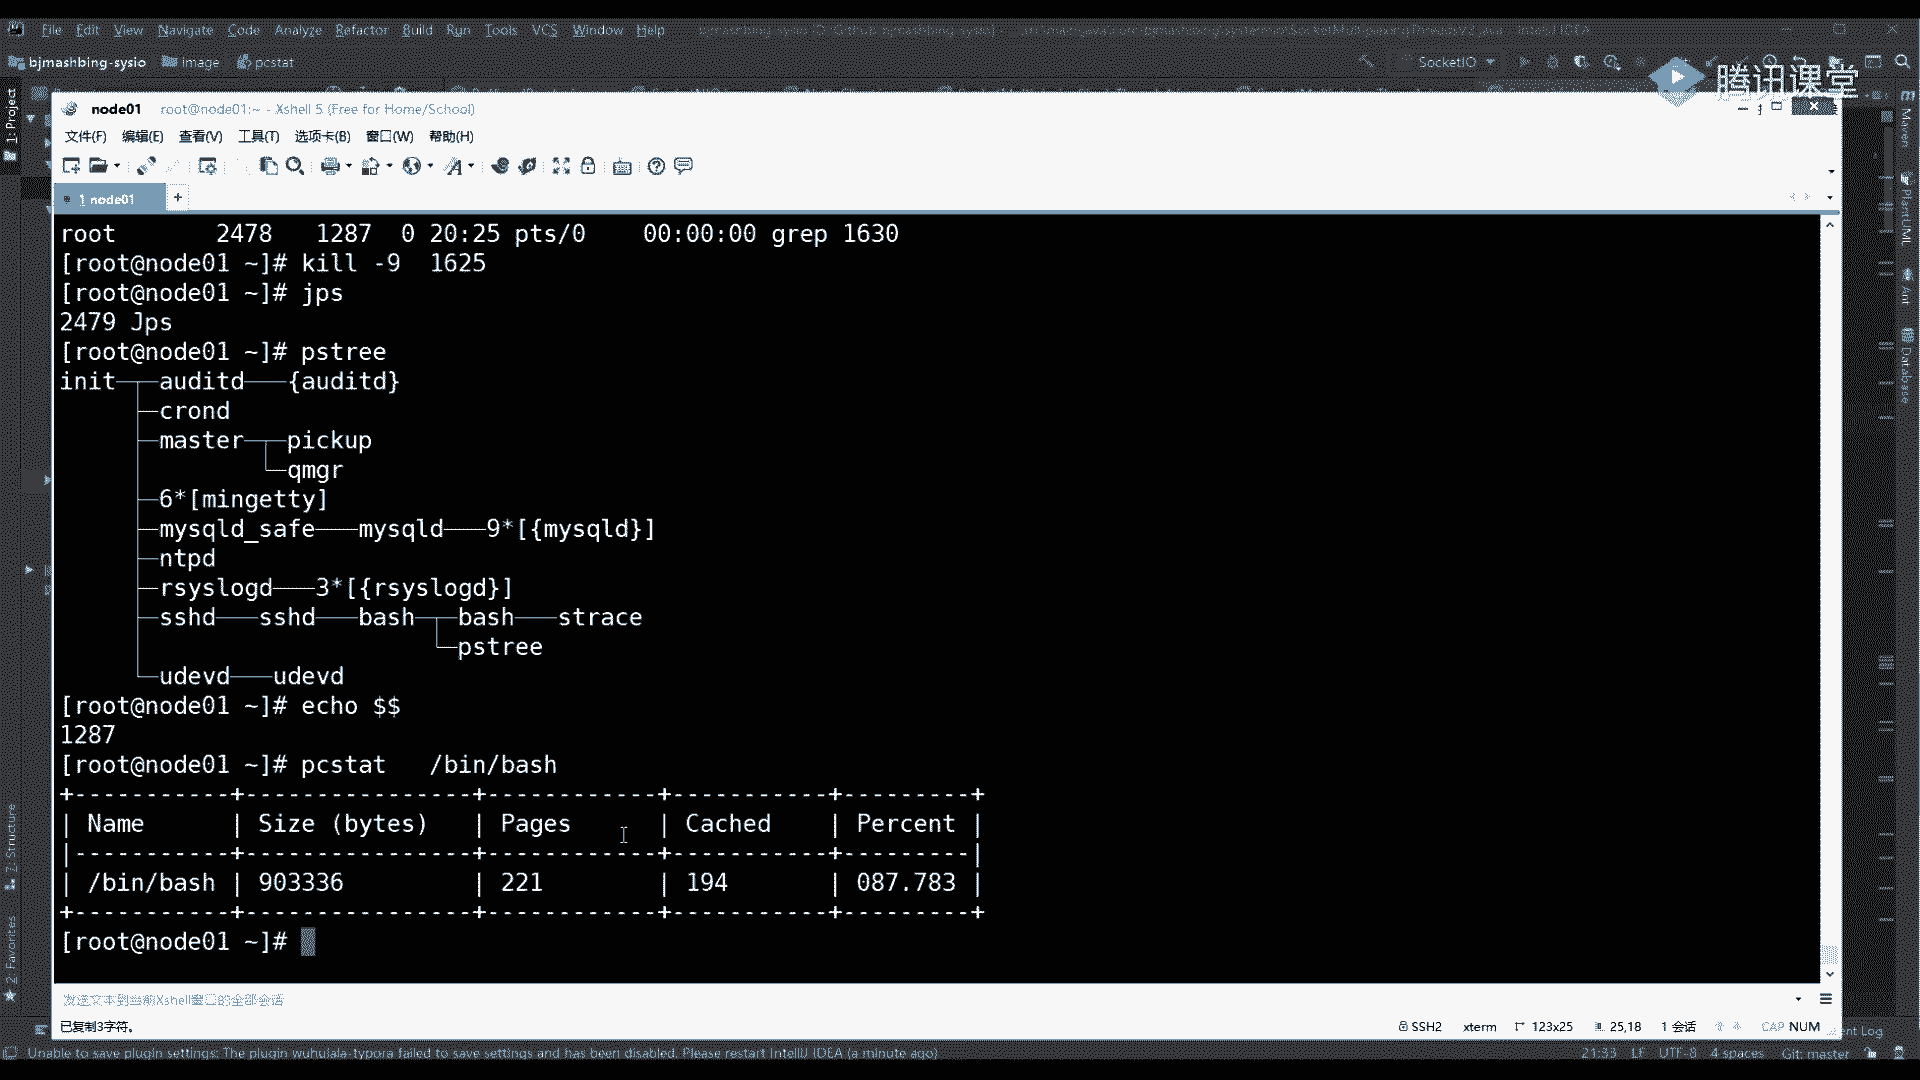 File Edit View Navigate Code Analyze Refactor Build Run Tools VCS Window Help
bjmashbing-sysio image pcstat SocketIO
腾讯课堂
node01 root@node01:~ - Xshell 5 (Free for Home/School)
文件(F) 编辑(E) 查看(V) 工具(T) 选项卡(B) 窗口(W) 帮助(H)
1 node01 +
root 2478 1287 0 20:25 pts/0 00:00:00 grep 1630
[root@node01 ~]# kill -9 1625
[root@node01 ~]# jps
2479 Jps
[root@node01 ~]# pstree
init─┬─auditd───{auditd}
├─crond
├─master─┬─pickup
└─qmgr
├─6*[mingetty]
├─mysqld_safe───mysqld───9*[{mysqld}]
├─ntpd
├─rsyslogd───3*[{rsyslogd}]
├─sshd───sshd───bash─┬─bash───strace
└─pstree
└─udevd───udevd
[root@node01 ~]# echo $$
1287
[root@node01 ~]# pcstat /bin/bash
+-----------+----------------+------------+-----------+---------+
| Name | Size (bytes) | Pages | Cached | Percent |
|-----------+----------------+------------+-----------+---------|
| /bin/bash | 903336 | 221 | 194 | 087.783 |
+-----------+----------------+------------+-----------+---------+
[root@node01 ~]#
发送文本到当前Xshell窗口的全部会话
已复制3字符。 SSH2 xterm 123x25 25,18 1 会话 CAP NUM
Unable to save plugin settings: The plugin wuhulala-typora failed to save settings and has been disabled. Please restart IntelliJ IDEA (a minute ago) 21:33 LF UTF-8 4 spaces Git: master
1: Project
Z: Structure
2: Favorites
Maven
PlantUML
Ant
Database